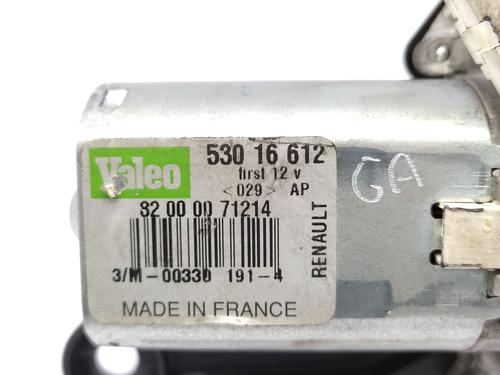 Valeo
530 16 612
first 12 v
<029> AP
82 00 00 71214
3/M-00330 191-4
RENAULT
MADE IN FRANCE
GA